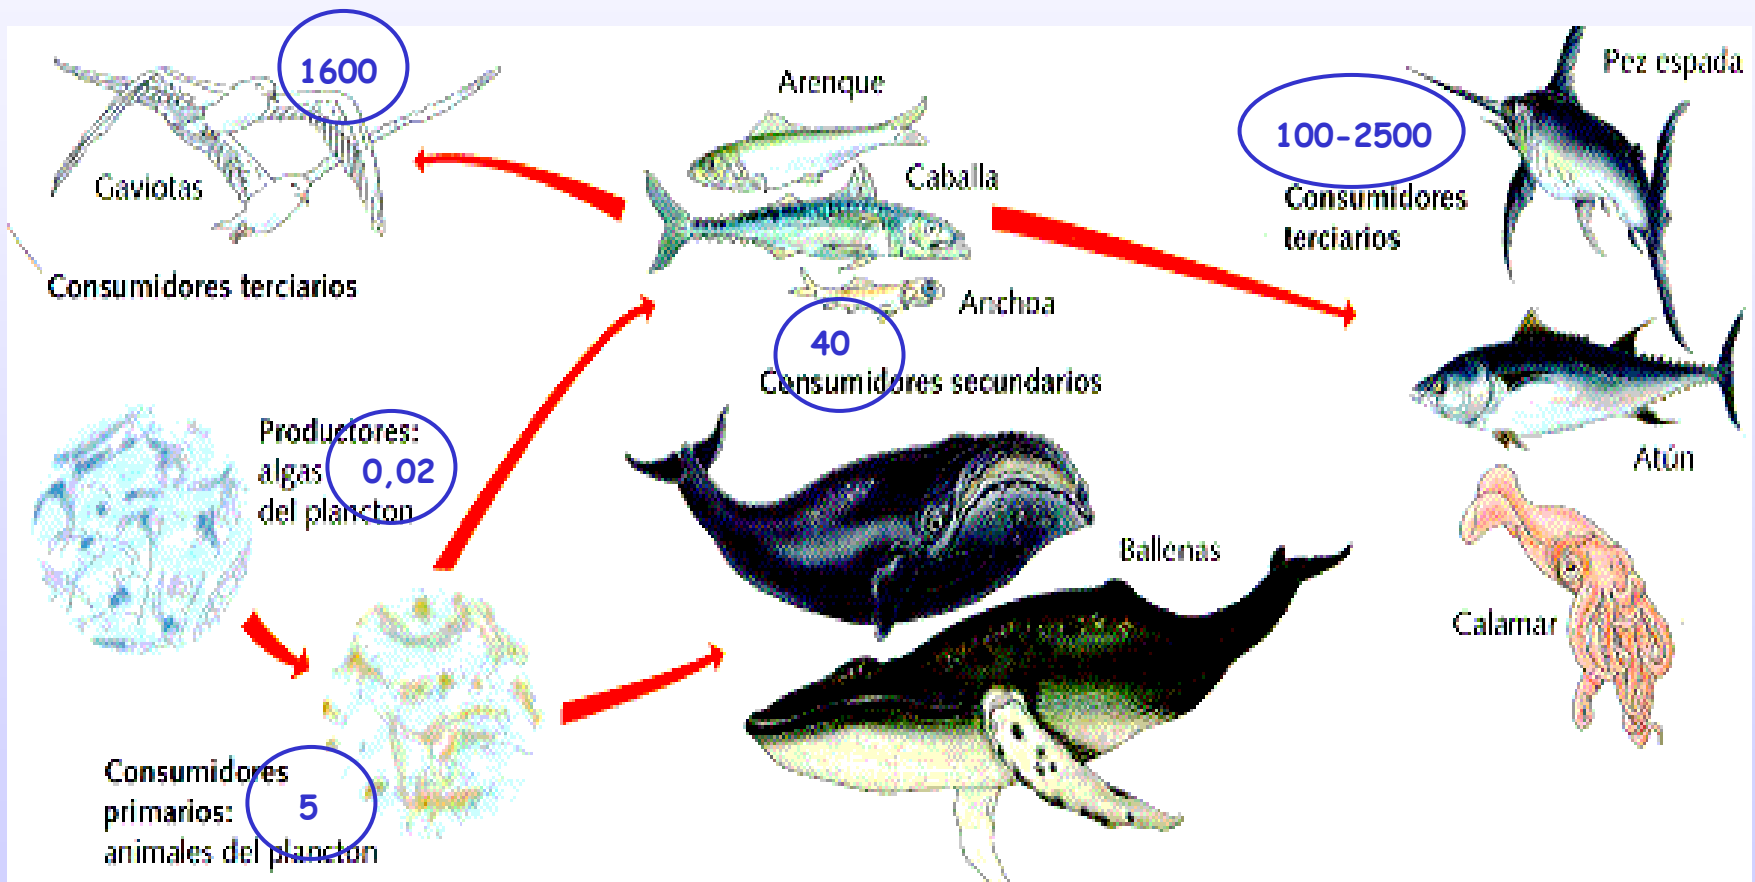 1600
Gaviotas
Consumidores terciarios
Arenque
Caballa
Anchoa
40
Consumidores secundarios
Pez espada
100-2500
Consumidores
terciarios
Atún
Calamar
Productores:
algas 0,02
del plancton
Ballenas
Consumidores
primarios: 5
animales del plancton